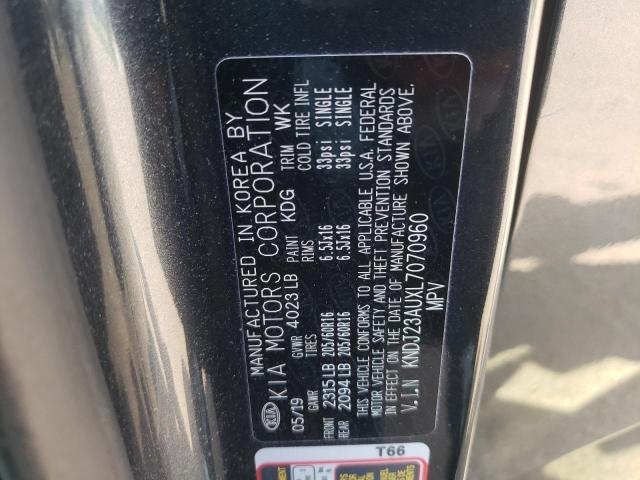 MANUFACTURED IN KOREA BY
KIA KIA MOTORS CORPORATION
05/19 GVWR 4023 LB PAINT KDG TRIM WK
GAWR TIRES RIMS COLD TIRE INFL
FRONT 2315 LB 205/60R16 6.5Jx16 33psi SINGLE
REAR 2094 LB 205/60R16 6.5Jx16 33psi SINGLE
THIS VEHICLE CONFORMS TO ALL APPLICABLE U.S.A. FEDERAL
MOTOR VEHICLE SAFETY AND THEFT PREVENTION STANDARDS
IN EFFECT ON THE DATE OF MANUFACTURE SHOWN ABOVE.
V.I.N KNDJ23AUXL7070960
MPV
T66